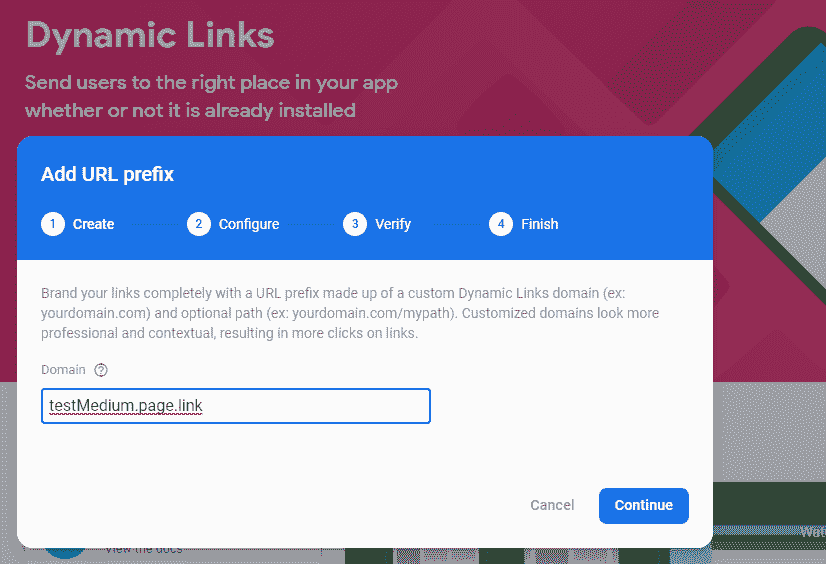 Dynamic Links
Send users to the right place in your app
whether or not it is already installed
Add URL prefix
1 Create 2 Configure 3 Verify 4 Finish
Brand your links completely with a URL prefix made up of a custom Dynamic Links domain (ex:
yourdomain.com) and optional path (ex: yourdomain.com/mypath). Customized domains look more
professional and contextual, resulting in more clicks on links.
Domain ?
testMedium.page.link
Cancel Continue
View the docs